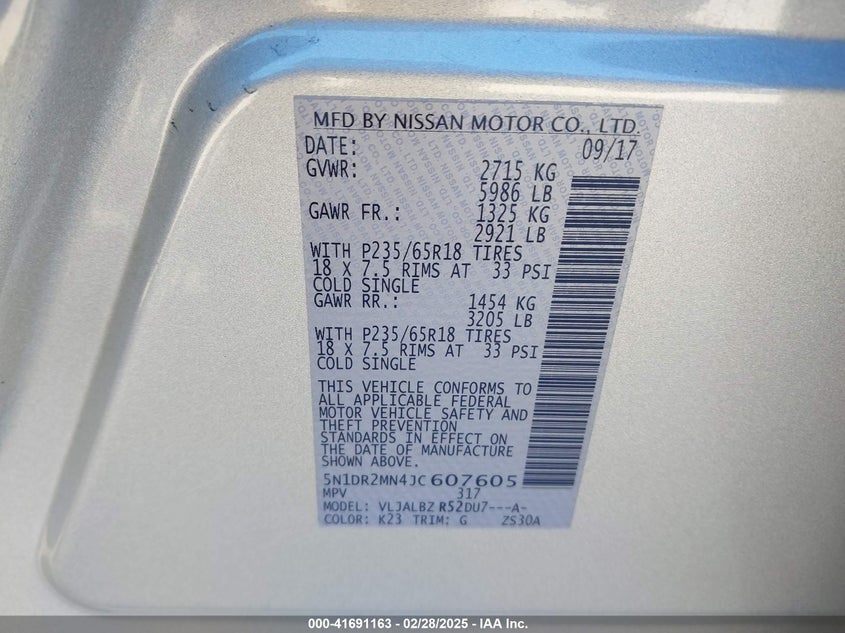 MFD BY NISSAN MOTOR CO., LTD.
DATE: 09/17
GVWR: 2715 KG
5986 LB
GAWR FR.: 1325 KG
2921 LB
WITH P235/65R18 TIRES
18 X 7.5 RIMS AT 33 PSI
COLD SINGLE
GAWR RR.: 1454 KG
3205 LB
WITH P235/65R18 TIRES
18 X 7.5 RIMS AT 33 PSI
COLD SINGLE
THIS VEHICLE CONFORMS TO
ALL APPLICABLE FEDERAL
MOTOR VEHICLE SAFETY AND
THEFT PREVENTION
STANDARDS IN EFFECT ON
THE DATE OF MANUFACTURE
SHOWN ABOVE.
5N1DR2MN4JC607605
MPV 317
MODEL: VLJALBZ R52DU7---A-
COLOR: K23 TRIM: G ZS30A
000-41691163 - 02/28/2025 - IAA Inc.